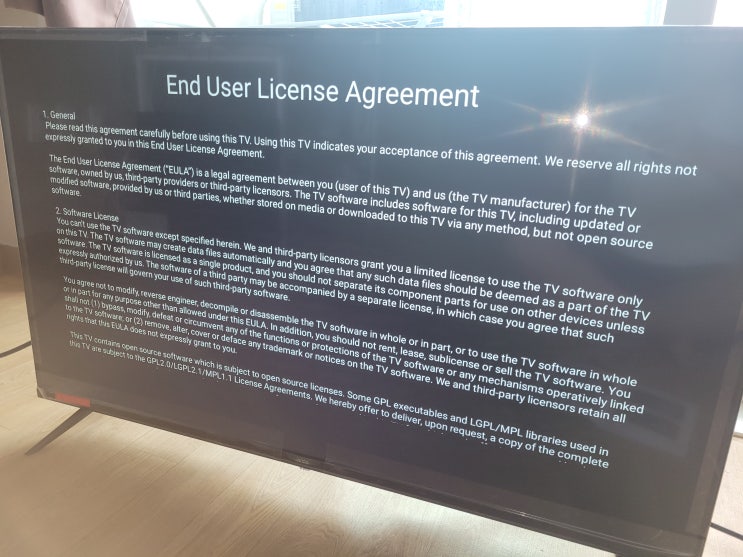 End User License Agreement
1. General
Please read this agreement carefully before using this TV. Using this TV indicates your acceptance of this agreement. We reserve all rights not
expressly granted to you in this End User License Agreement.
The End User License Agreement ("EULA") is a legal agreement between you (user of this TV) and us (the TV manufacturer) for the TV
software, owned by us, third-party providers or third-party licensors. The TV software includes software for this TV, including updated or
modified software, provided by us or third parties, whether stored on media or downloaded to this TV via any method, but not open source
software.
2. Software License
You can't use the TV software except specified herein. We and third-party licensors grant you a limited license to use the TV software only
on this TV. The TV software may create data files automatically and you agree that any such data files should be deemed as a part of the TV
software. The TV software is licensed as a single product, and you should not separate its component parts for use on other devices unless
expressly authorized by us. The software of a third party may be accompanied by a separate license, in which case you agree that such
third-party license will govern your use of such third-party software.
You agree not to modify, reverse engineer, decompile or disassemble the TV software in whole or in part, or to use the TV software in whole
or in part for any purpose other than allowed under this EULA. In addition, you should not rent, lease, sublicense or sell the TV software. You
shall not (1) bypass, modify, defeat or circumvent any of the functions or protections of the TV software or any mechanisms operatively linked
to the TV software; or (2) remove, alter, cover or deface any trademark or notices on the TV software. We and third-party licensors retain all
rights that this EULA does not expressly grant to you.
This TV contains open source software which is subject to open source licenses. Some GPL executables and LGPL/MPL libraries used in
this TV are subject to the GPL2.0/LGPL2.1/MPL1.1 License Agreements. We hereby offer to deliver, upon request, a copy of the complete